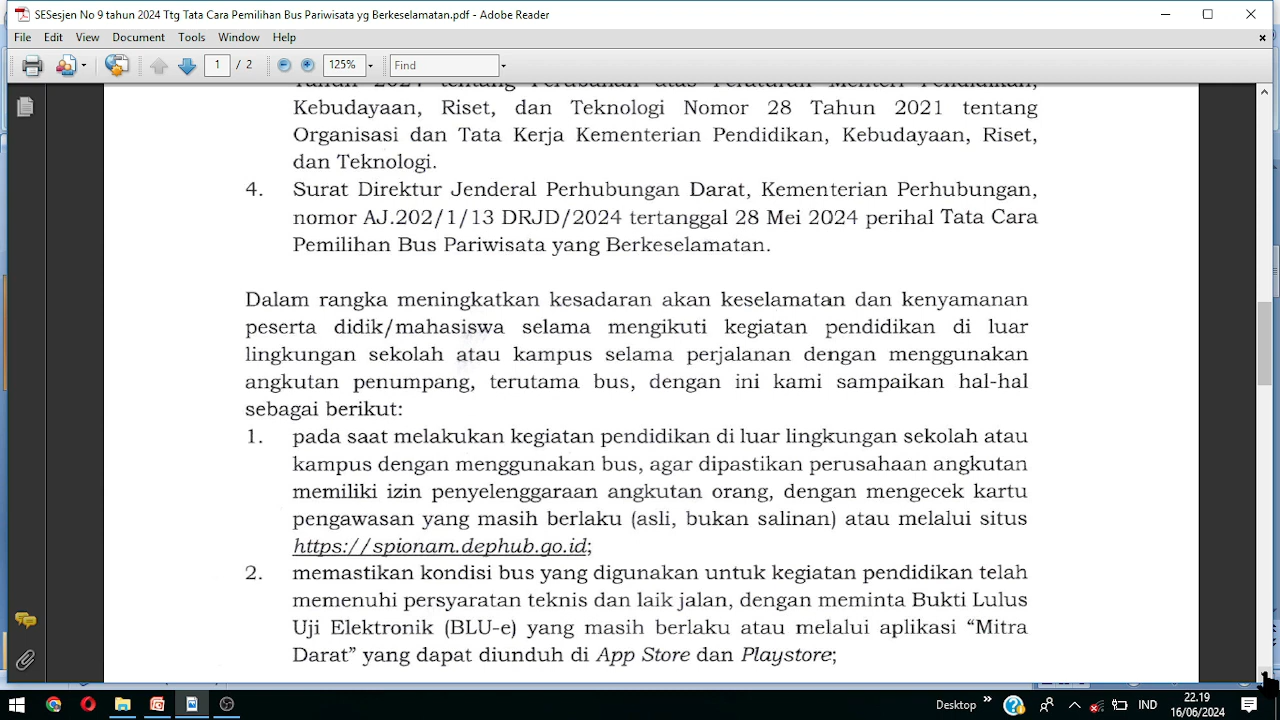 SESesjen No 9 tahun 2024 Ttg Tata Cara Pemilihan Bus Pariwisata yg Berkeselamatan.pdf - Adobe Reader
File Edit View Document Tools Window Help
1 / 2 125% Find
Tahun 2024 tentang Perubahan atas Peraturan Menteri Pendidikan,
Kebudayaan, Riset, dan Teknologi Nomor 28 Tahun 2021 tentang
Organisasi dan Tata Kerja Kementerian Pendidikan, Kebudayaan, Riset,
dan Teknologi.
4. Surat Direktur Jenderal Perhubungan Darat, Kementerian Perhubungan,
nomor AJ.202/1/13 DRJD/2024 tertanggal 28 Mei 2024 perihal Tata Cara
Pemilihan Bus Pariwisata yang Berkeselamatan.
Dalam rangka meningkatkan kesadaran akan keselamatan dan kenyamanan
peserta didik/mahasiswa selama mengikuti kegiatan pendidikan di luar
lingkungan sekolah atau kampus selama perjalanan dengan menggunakan
angkutan penumpang, terutama bus, dengan ini kami sampaikan hal-hal
sebagai berikut:
1. pada saat melakukan kegiatan pendidikan di luar lingkungan sekolah atau
kampus dengan menggunakan bus, agar dipastikan perusahaan angkutan
memiliki izin penyelenggaraan angkutan orang, dengan mengecek kartu
pengawasan yang masih berlaku (asli, bukan salinan) atau melalui situs
https://spionam.dephub.go.id;
2. memastikan kondisi bus yang digunakan untuk kegiatan pendidikan telah
memenuhi persyaratan teknis dan laik jalan, dengan meminta Bukti Lulus
Uji Elektronik (BLU-e) yang masih berlaku atau melalui aplikasi “Mitra
Darat” yang dapat diunduh di App Store dan Playstore;
Desktop IND 22.19
16/06/2024